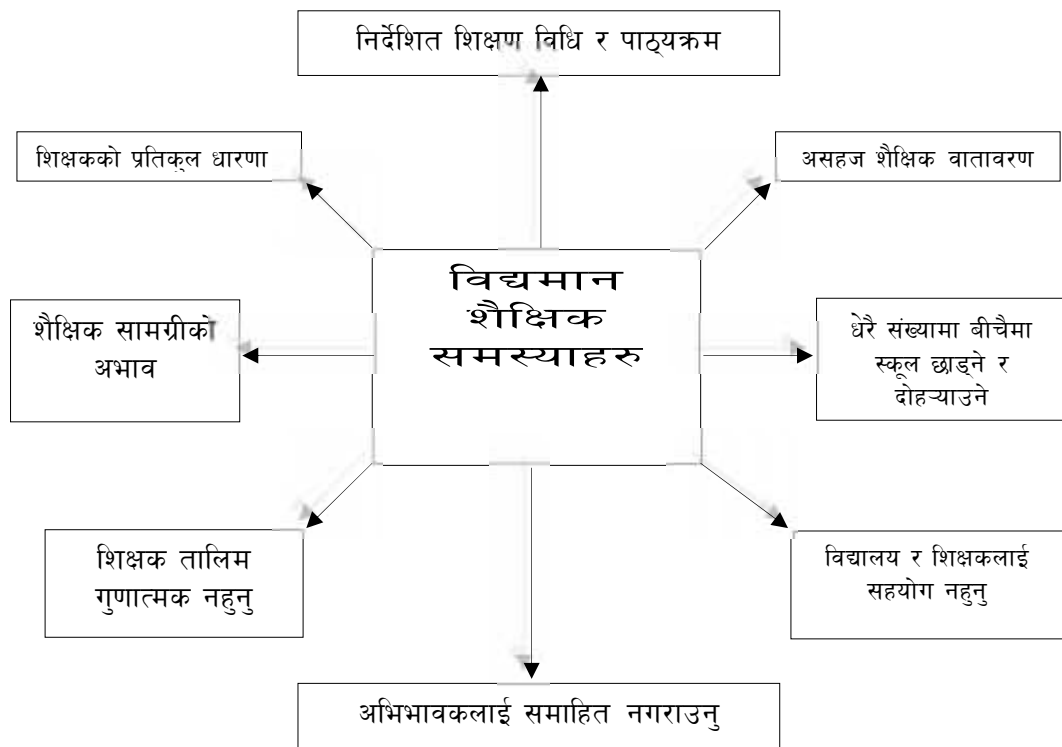 निर्देशित शिक्षण विधि र पाठ्यक्रम
शिक्षकको प्रतिकुल धारणा
असहज शैक्षिक वातावरण
विद्यमान
शैक्षिक
समस्याहरु
शैक्षिक सामग्रीको
अभाव
धेरै संख्यामा बीचैमा
स्कूल छाड्ने र
दोहऱ्याउने
शिक्षक तालिम
गुणात्मक नहुनु
विद्यालय र शिक्षकलाई
सहयोग नहुनु
अभिभावकलाई समाहित नगराउनु